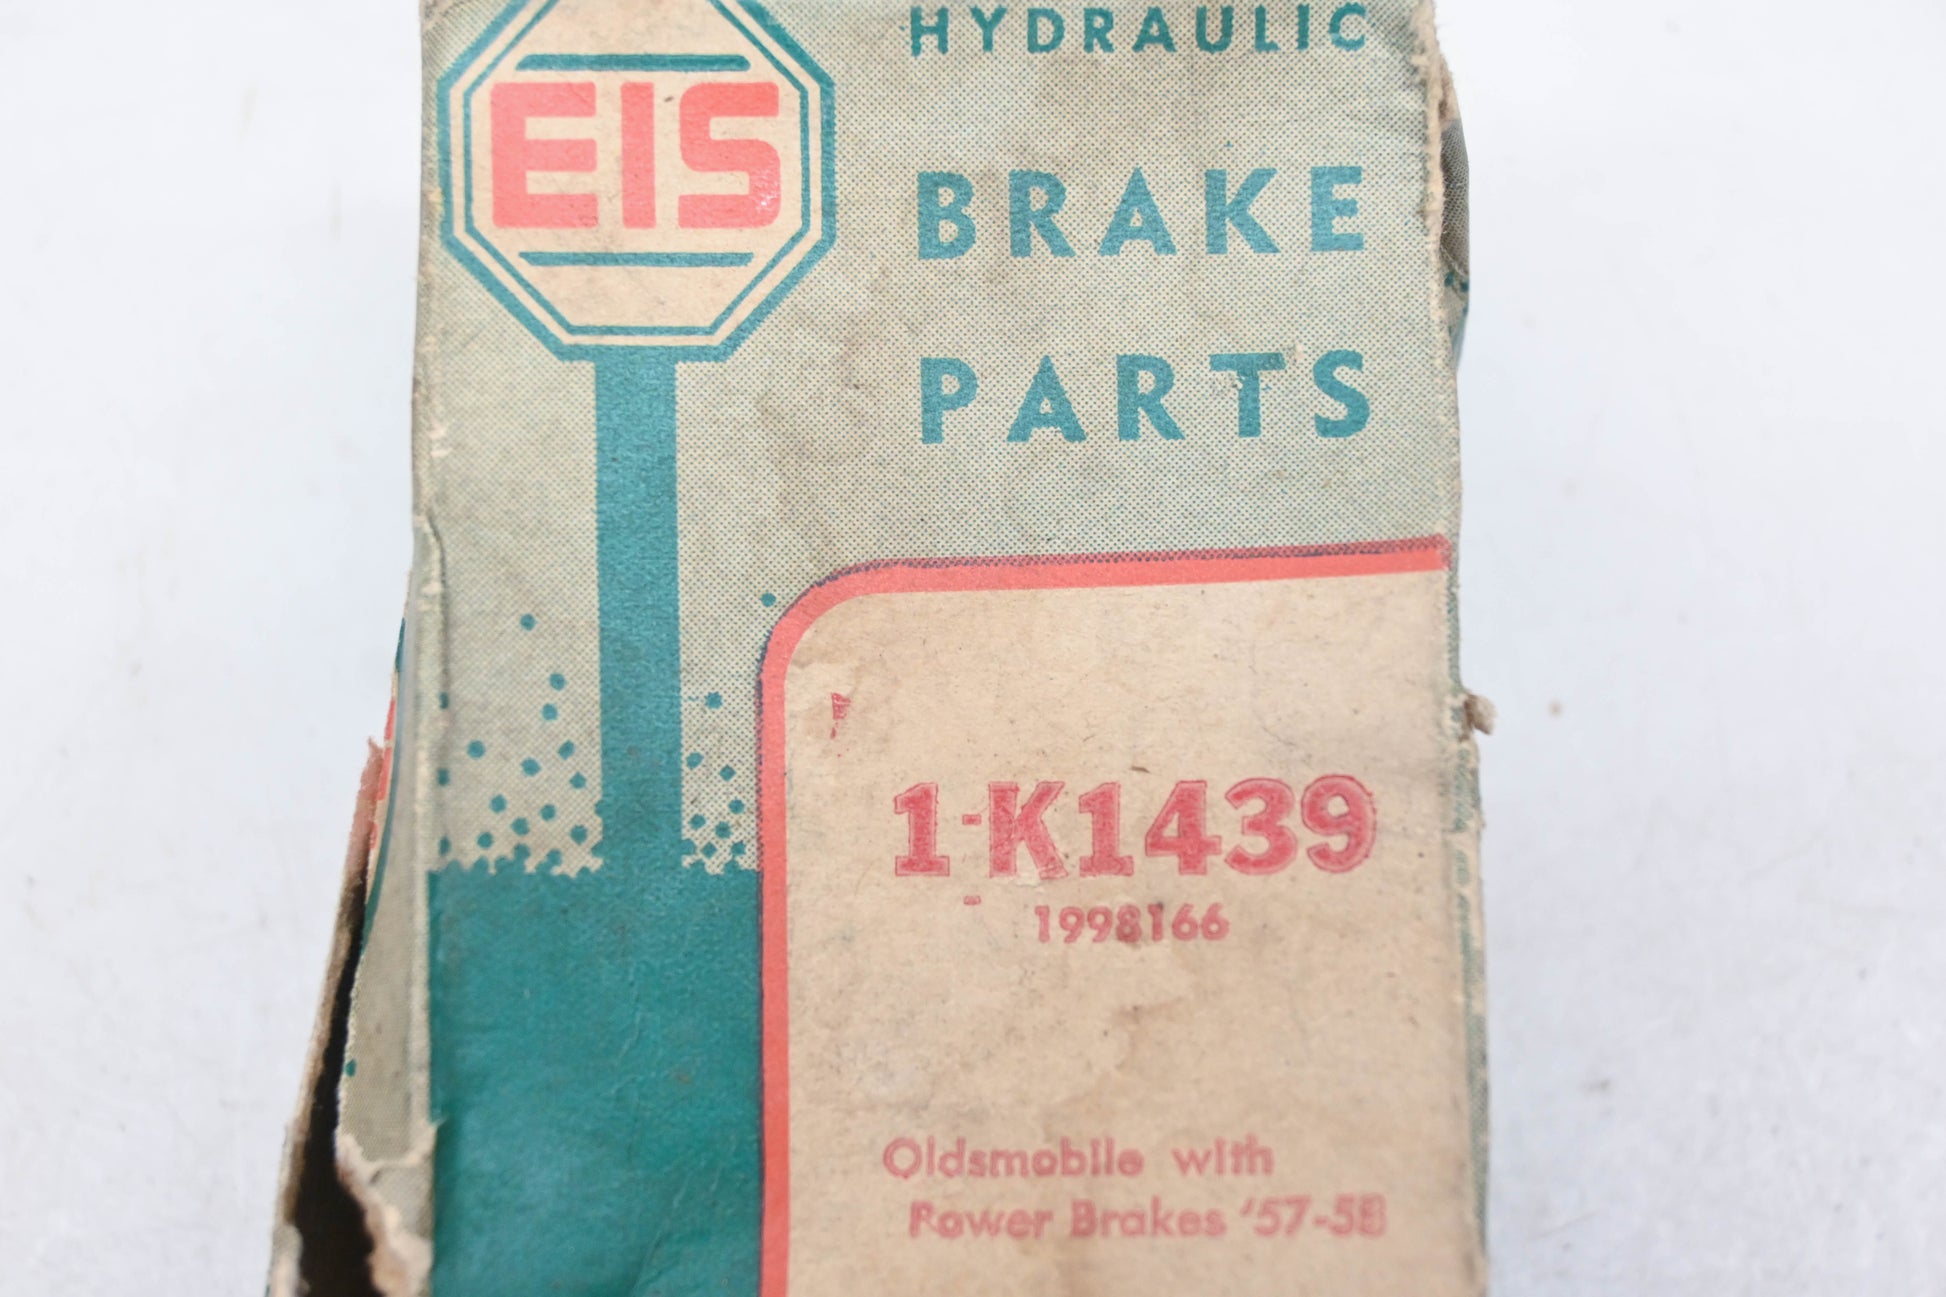 EIS
HYDRAULIC
BRAKE
PARTS
1-K1439
1998166
Oldsmobile with
Power Brakes '57-58